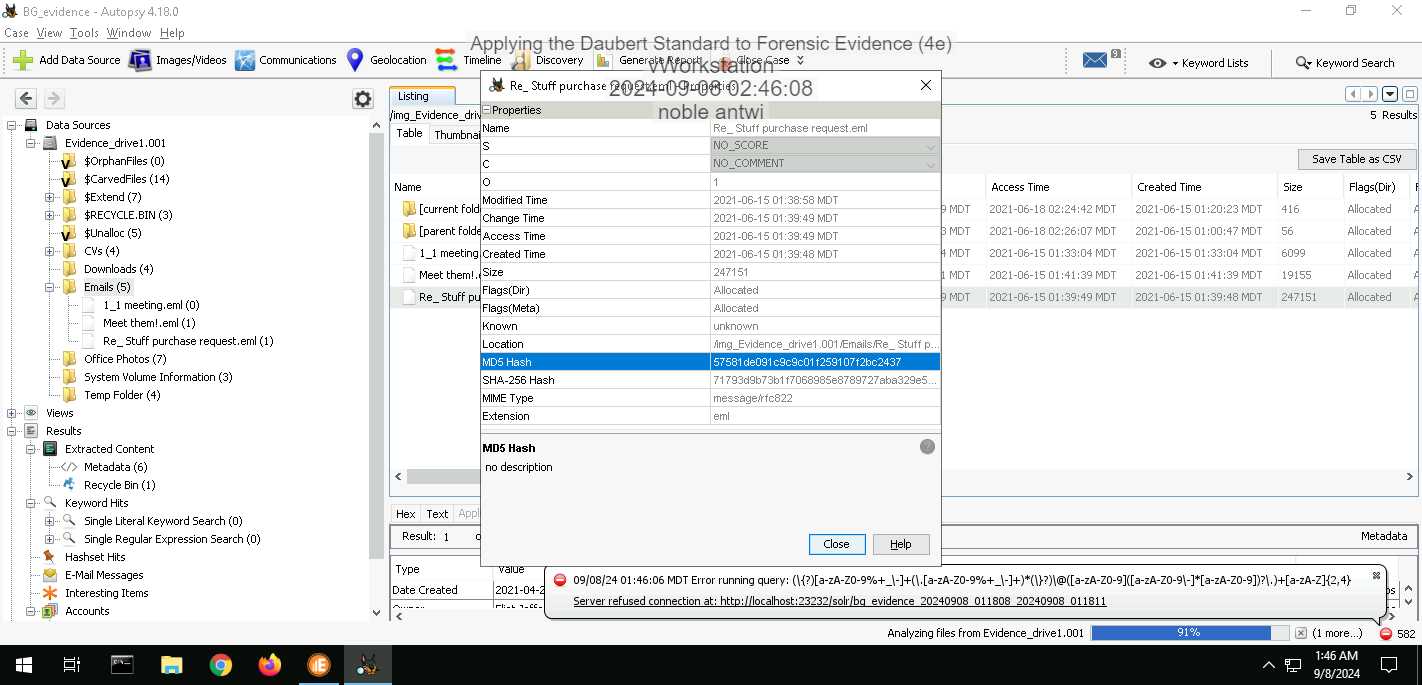 BG_evidence - Autopsy 4.18.0
Case View Tools Window Help
Add Data Source Images/Videos Communications Geolocation Timeline Discovery Generate Report Close Case 9 Keyword Lists Keyword Search
Applying the Daubert Standard to Forensic Evidence (4e)
vWorkstation
2024-09-08 02:46:08
noble antwi
Data Sources
Evidence_drive1.001
$OrphanFiles (0)
$CarvedFiles (14)
$Extend (7)
$RECYCLE.BIN (3)
$Unalloc (5)
CVs (4)
Downloads (4)
Emails (5)
1_1 meeting.eml (0)
Meet them!.eml (1)
Re_ Stuff purchase request.eml (1)
Office Photos (7)
System Volume Information (3)
Temp Folder (4)
Views
Results
Extracted Content
Metadata (6)
Recycle Bin (1)
Keyword Hits
Single Literal Keyword Search (0)
Single Regular Expression Search (0)
Hashset Hits
E-Mail Messages
Interesting Items
Accounts
Listing
/img_Evidence_driv
5 Results
Table Thumbnai
Save Table as CSV
Name Access Time Created Time Size Flags(Dir)
[current fold 9 MDT 2021-06-18 02:24:42 MDT 2021-06-15 01:20:23 MDT 416 Allocated
[parent folde 9 MDT 2021-06-18 02:26:07 MDT 2021-06-15 01:00:47 MDT 56 Allocated
1_1 meeting. 4 MDT 2021-06-15 01:33:04 MDT 2021-06-15 01:33:04 MDT 6099 Allocated
Meet them!. MDT 2021-06-15 01:41:39 MDT 2021-06-15 01:41:39 MDT 19155 Allocated
Re_ Stuff pu 9 MDT 2021-06-15 01:39:49 MDT 2021-06-15 01:39:48 MDT 247151 Allocated
Re_ Stuff purchase request.eml - Properties
Properties
Name Re_ Stuff purchase request.eml
S NO_SCORE
C NO_COMMENT
O 1
Modified Time 2021-06-15 01:38:58 MDT
Change Time 2021-06-15 01:39:49 MDT
Access Time 2021-06-15 01:39:49 MDT
Created Time 2021-06-15 01:39:48 MDT
Size 247151
Flags(Dir) Allocated
Flags(Meta) Allocated
Known unknown
Location /img_Evidence_drive1.001/Emails/Re_ Stuff p...
MD5 Hash 57581de091c9c9c01f259107f2bc2437
SHA-256 Hash 71793d9b73b1f7068985e8789727aba329e5...
MIME Type message/rfc822
Extension eml
MD5 Hash
no description
Close Help
Hex Text Appl
Result: 1 Metadata
Type Value
Date Created 2021-04-2
09/08/24 01:46:06 MDT Error running query: (\{?)[a-zA-Z0-9%+_\-]+(\.[a-zA-Z0-9%+_\-]+)*(\}?)\@([a-zA-Z0-9]([a-zA-Z0-9\-]*[a-zA-Z0-9])?\.)+[a-zA-Z]{2,4}
Server refused connection at: http://localhost:23232/solr/bg_evidence_20240908_011808_20240908_011811
Analyzing files from Evidence_drive1.001 91% (1 more...) 582
1:46 AM
9/8/2024